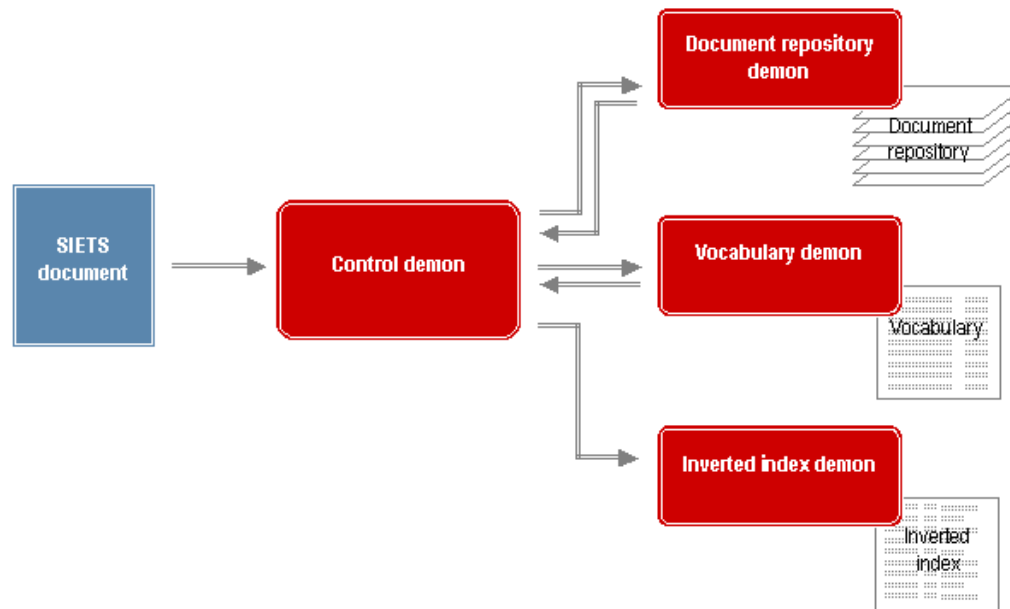 Document repository
demon
Document
repository
SIETS
document
Control demon
Vocabulary demon
Vocabulary
Inverted index demon
Inverted
index